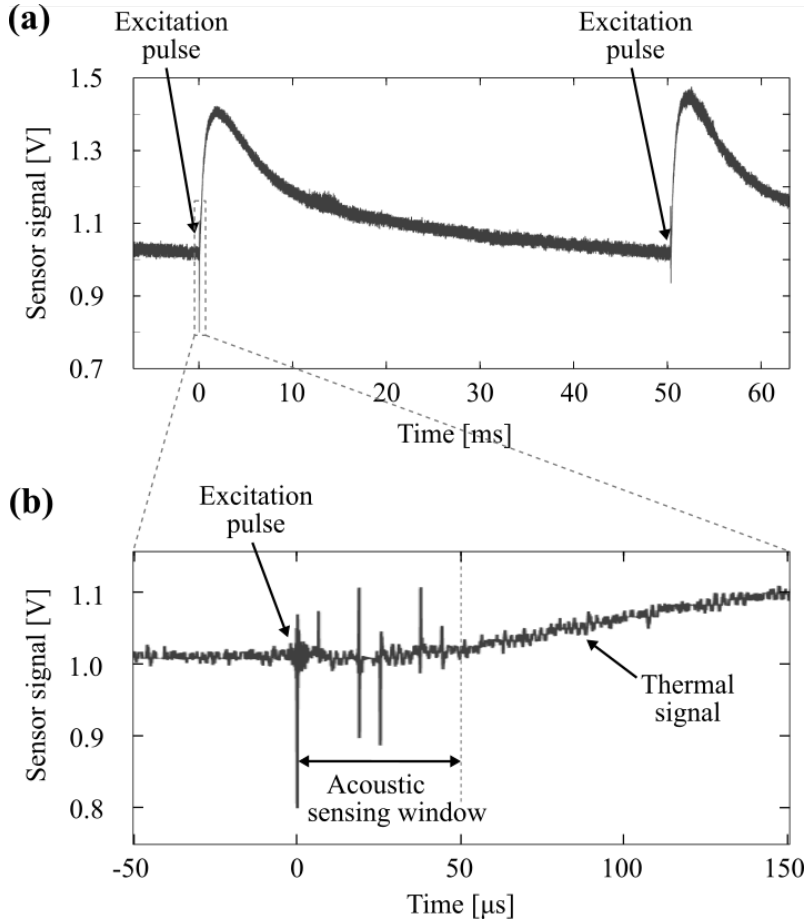 (a)
Excitation
pulse
Excitation
pulse
1.5
1.3
1.1
0.9
0.7
Sensor signal [V]
0 10 20 30 40 50 60
Time [ms]
(b)
Excitation
pulse
1.1
1.0
0.9
0.8
Sensor signal [V]
Thermal
signal
Acoustic
sensing window
-50 0 50 100 150
Time [μs]